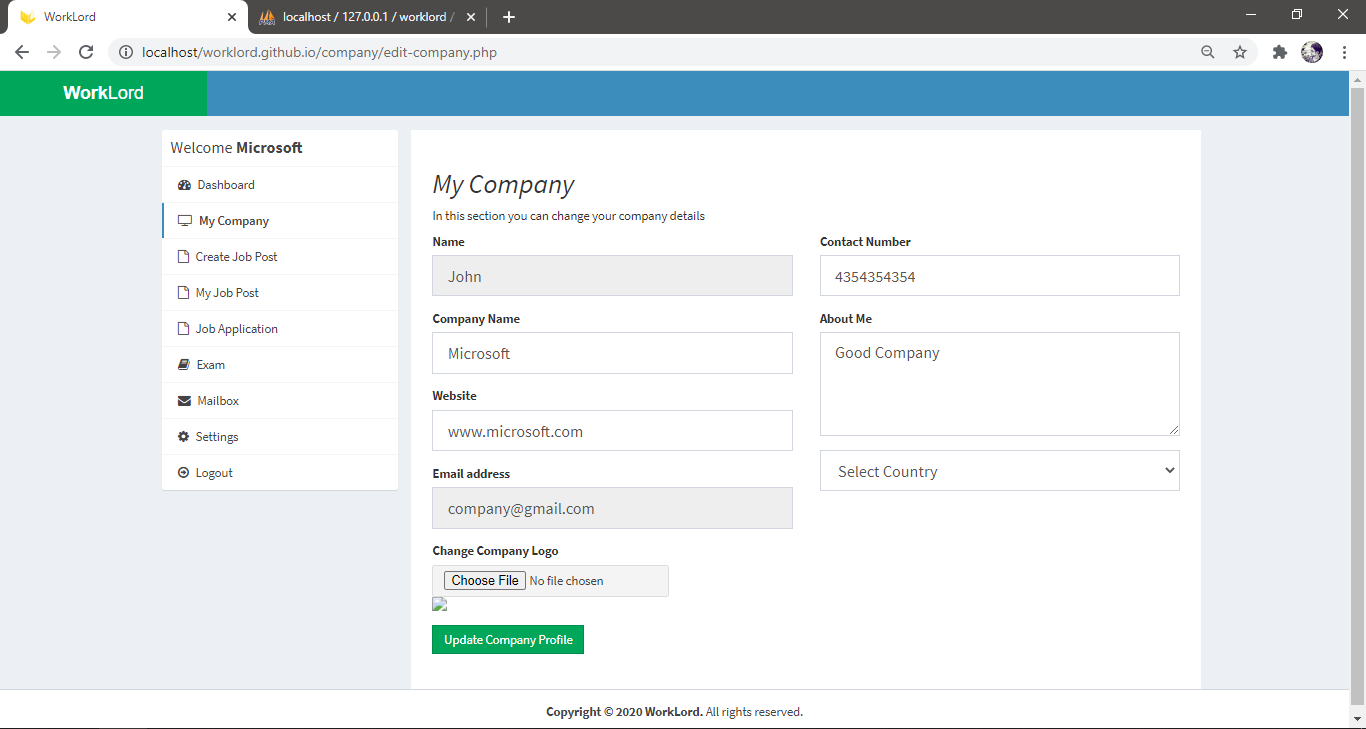 WorkLord
localhost / 127.0.0.1 / worklord /
localhost/worklord.github.io/company/edit-company.php
WorkLord
Welcome Microsoft
Dashboard
My Company
Create Job Post
My Job Post
Job Application
Exam
Mailbox
Settings
Logout
My Company
In this section you can change your company details
Name
John
Company Name
Microsoft
Website
www.microsoft.com
Email address
company@gmail.com
Change Company Logo
Choose File No file chosen
Update Company Profile
Contact Number
4354354354
About Me
Good Company
Select Country
Copyright © 2020 WorkLord. All rights reserved.